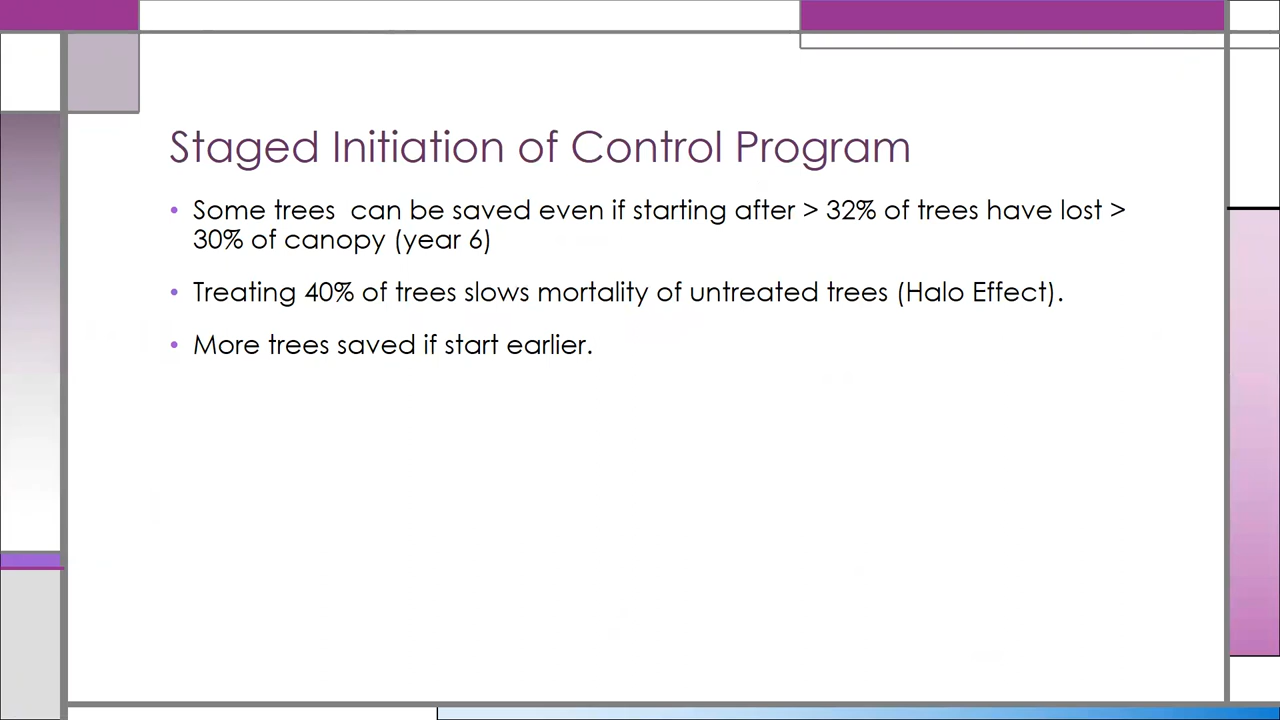 Staged Initiation of Control Program
• Some trees  can be saved even if starting after > 32% of trees have lost >
30% of canopy (year 6)
• Treating 40% of trees slows mortality of untreated trees (Halo Effect).
• More trees saved if start earlier.